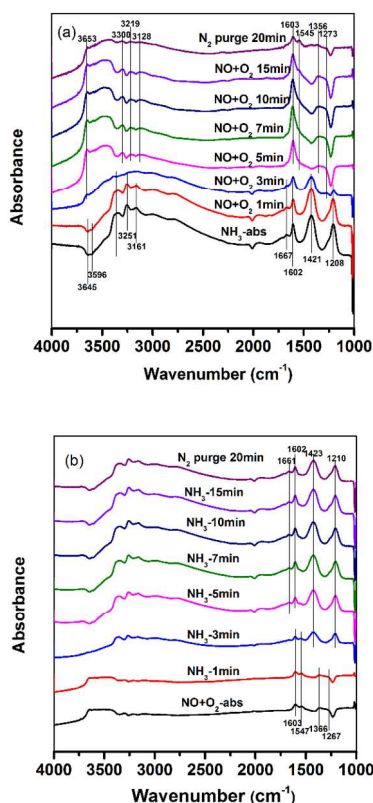 (a)
3219
3653
3300
3128
1603
1356
1545
1273
N2 purge 20min
NO+O2 15min
NO+O2 10min
NO+O2 7min
NO+O2 5min
NO+O2 3min
NO+O2 1min
NH3-abs
3251
3161
3596
3645
1667
1602
1421
1208
Absorbance
4000 3500 3000 2500 2000 1500 1000
Wavenumber (cm-1)
(b)
N2 purge 20min
1602
1661
1423
1210
NH3-15min
NH3-10min
NH3-7min
NH3-5min
NH3-3min
NH3-1min
NO+O2-abs
1603
1547
1366
1267
Absorbance
4000 3500 3000 2500 2000 1500 1000
Wavenumber (cm-1)